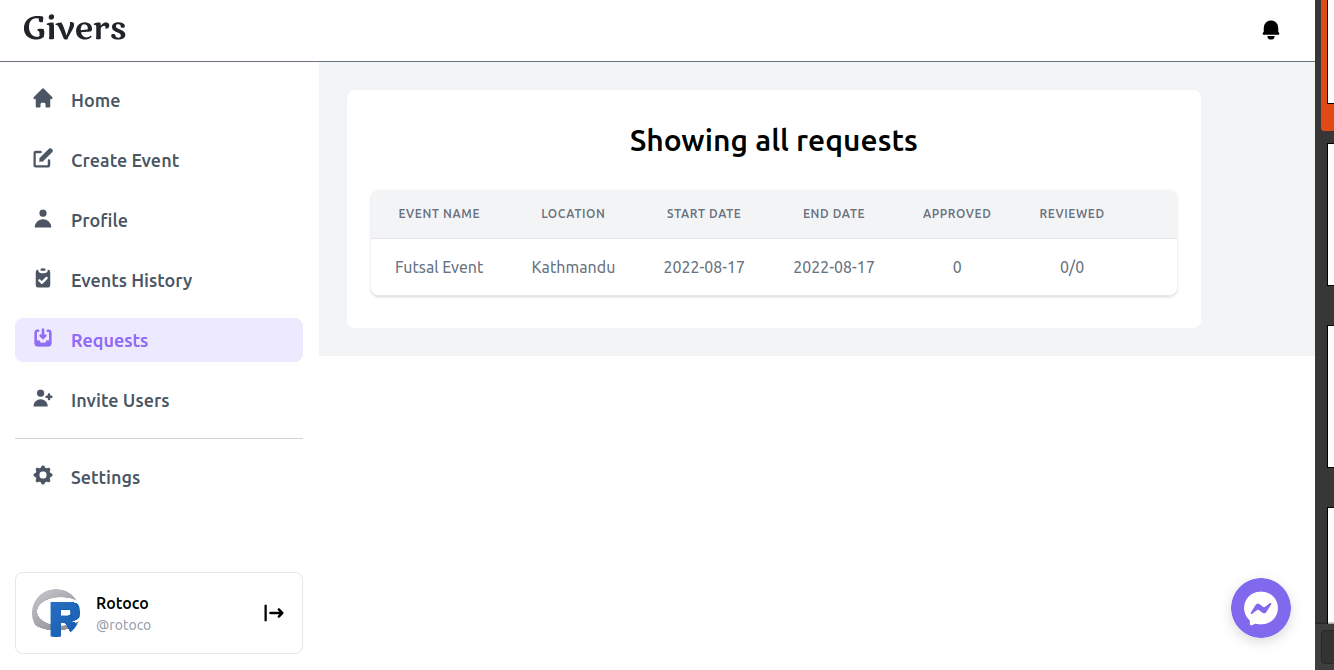 Givers
Home
Create Event
Profile
Events History
Requests
Invite Users
Settings
Rotoco
@rotoco
Showing all requests
EVENT NAME LOCATION START DATE END DATE APPROVED REVIEWED
Futsal Event Kathmandu 2022-08-17 2022-08-17 0 0/0